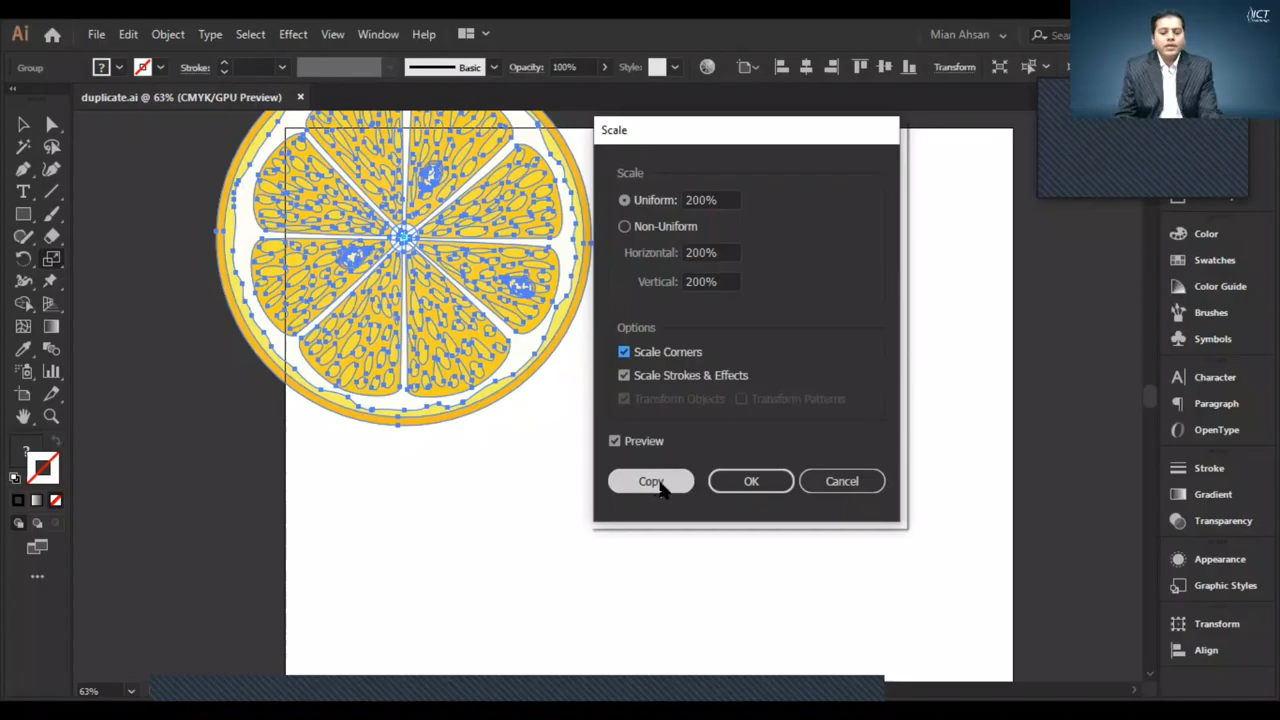 Ai File Edit Object Type Select Effect View Window Help Mian Ahsan Sea
ICT
Group ? Stroke: Basic Opacity: 100% Style: Transform
duplicate.ai @ 63% (CMYK/GPU Preview) ×
Scale
Scale
Uniform: 200%
Non-Uniform
Horizontal: 200%
Vertical: 200%
Options
Scale Corners
Scale Strokes & Effects
Transform Objects Transform Patterns
Preview
Copy OK Cancel
Color
Swatches
Color Guide
Brushes
Symbols
Character
Paragraph
OpenType
Stroke
Gradient
Transparency
Appearance
Graphic Styles
Transform
Align
?
63%